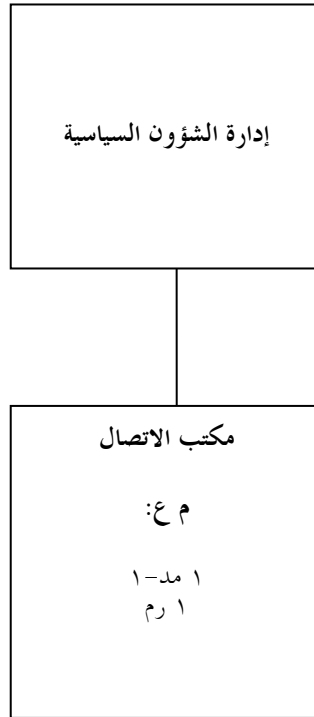 إدارة الشؤون السياسية
مكتب الاتصال
م ع:
١ مد-١
١ رم